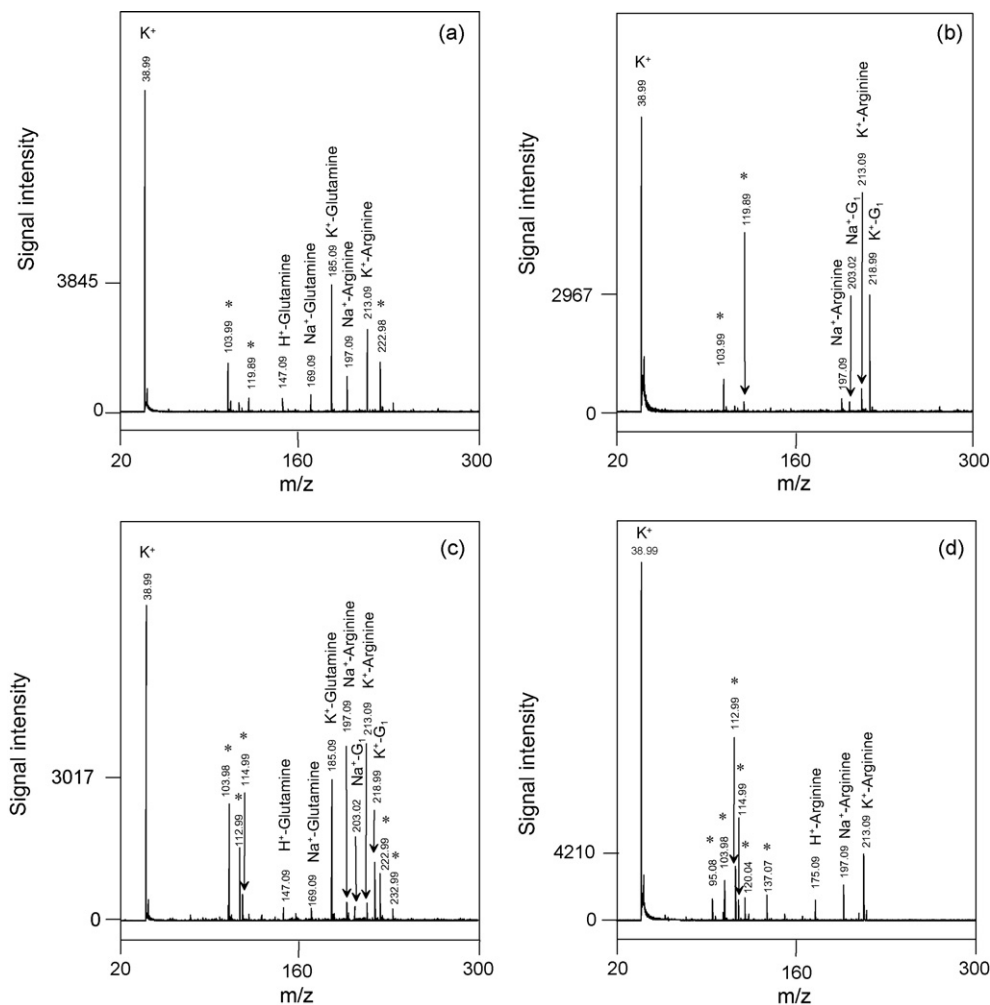 (a)
K⁺
38.99
Signal intensity
3845
0
*
103.99
*
119.89
147.09 H⁺-Glutamine
169.09 Na⁺-Glutamine
185.09 K⁺-Glutamine
197.09 Na⁺-Arginine
213.09 K⁺-Arginine
222.98 *
20
160
300
m/z
(b)
K⁺
38.99
Signal intensity
2967
0
103.99 *
119.89 *
197.09 Na⁺-Arginine
203.02 Na⁺-G₁
213.09 K⁺-Arginine
218.99 K⁺-G₁
20
160
300
m/z
(c)
K⁺
38.99
Signal intensity
3017
0
103.98 *
112.99 *
114.99 *
147.09 H⁺-Glutamine
169.09 Na⁺-Glutamine
185.09 K⁺-Glutamine
197.09 Na⁺-Arginine
203.02 Na⁺-G₁
213.09 K⁺-Arginine
218.99 K⁺-G₁
222.99 *
232.99 *
20
160
300
m/z
(d)
K⁺
38.99
Signal intensity
4210
0
95.08 *
103.98 *
112.99 *
114.99 *
120.04 *
137.07 *
175.09 H⁺-Arginine
197.09 Na⁺-Arginine
213.09 K⁺-Arginine
20
160
300
m/z